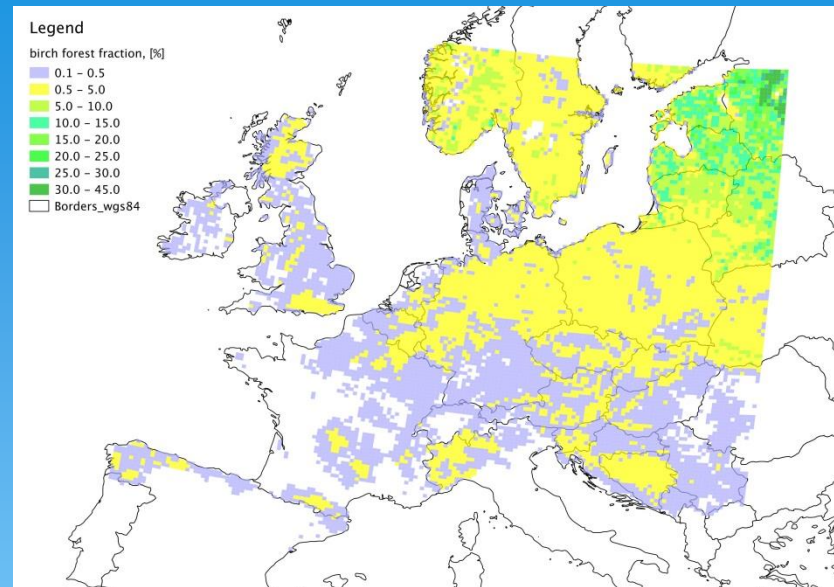 Legend
birch forest fraction, [%]
0.1 – 0.5
0.5 – 5.0
5.0 – 10.0
10.0 – 15.0
15.0 – 20.0
20.0 – 25.0
25.0 – 30.0
30.0 – 45.0
Borders_wgs84